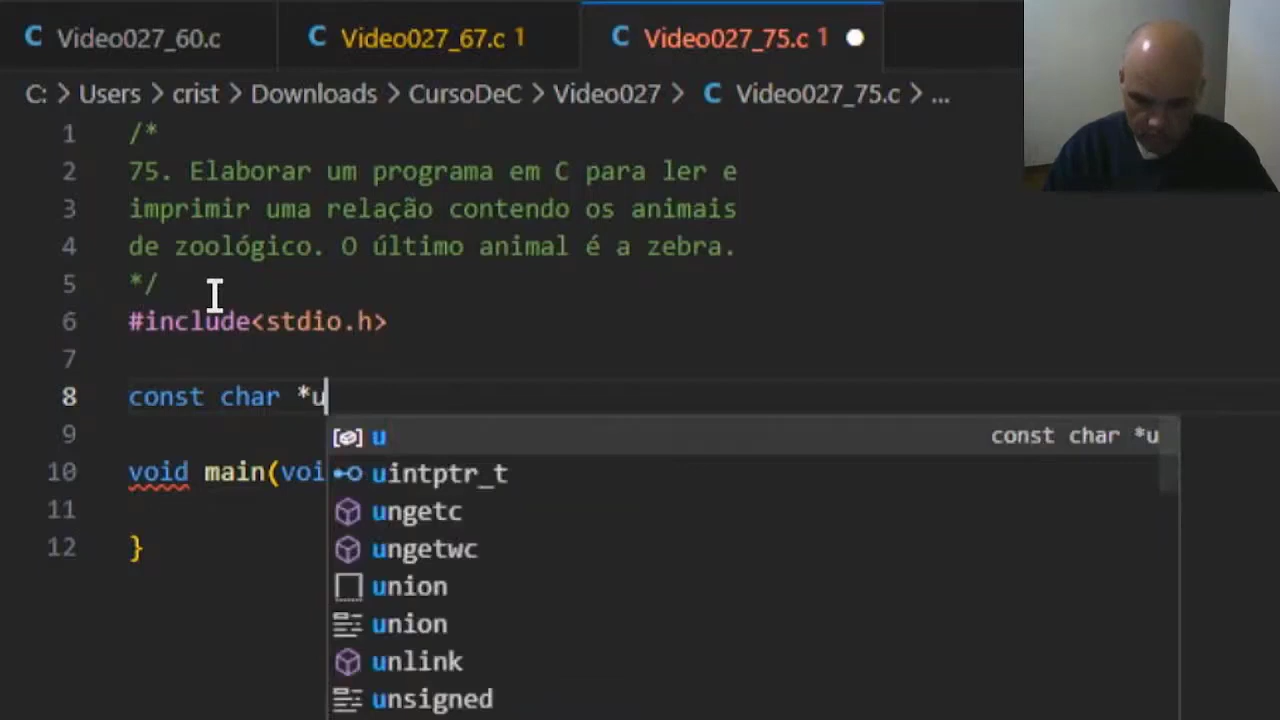 Video027_60.c Video027_67.c 1 Video027_75.c 1
C: > Users > crist > Downloads > CursoDeC > Video027 > C Video027_75.c > ...
1 /*
2 75. Elaborar um programa em C para ler e
3 imprimir uma relação contendo os animais
4 de zoológico. O último animal é a zebra.
5 */
6 #include<stdio.h>
7
8 const char *u
9 u const char *u
10 void main(voi uintptr_t
11 ungetc
12 } ungetwc
union
union
unlink
unsigned